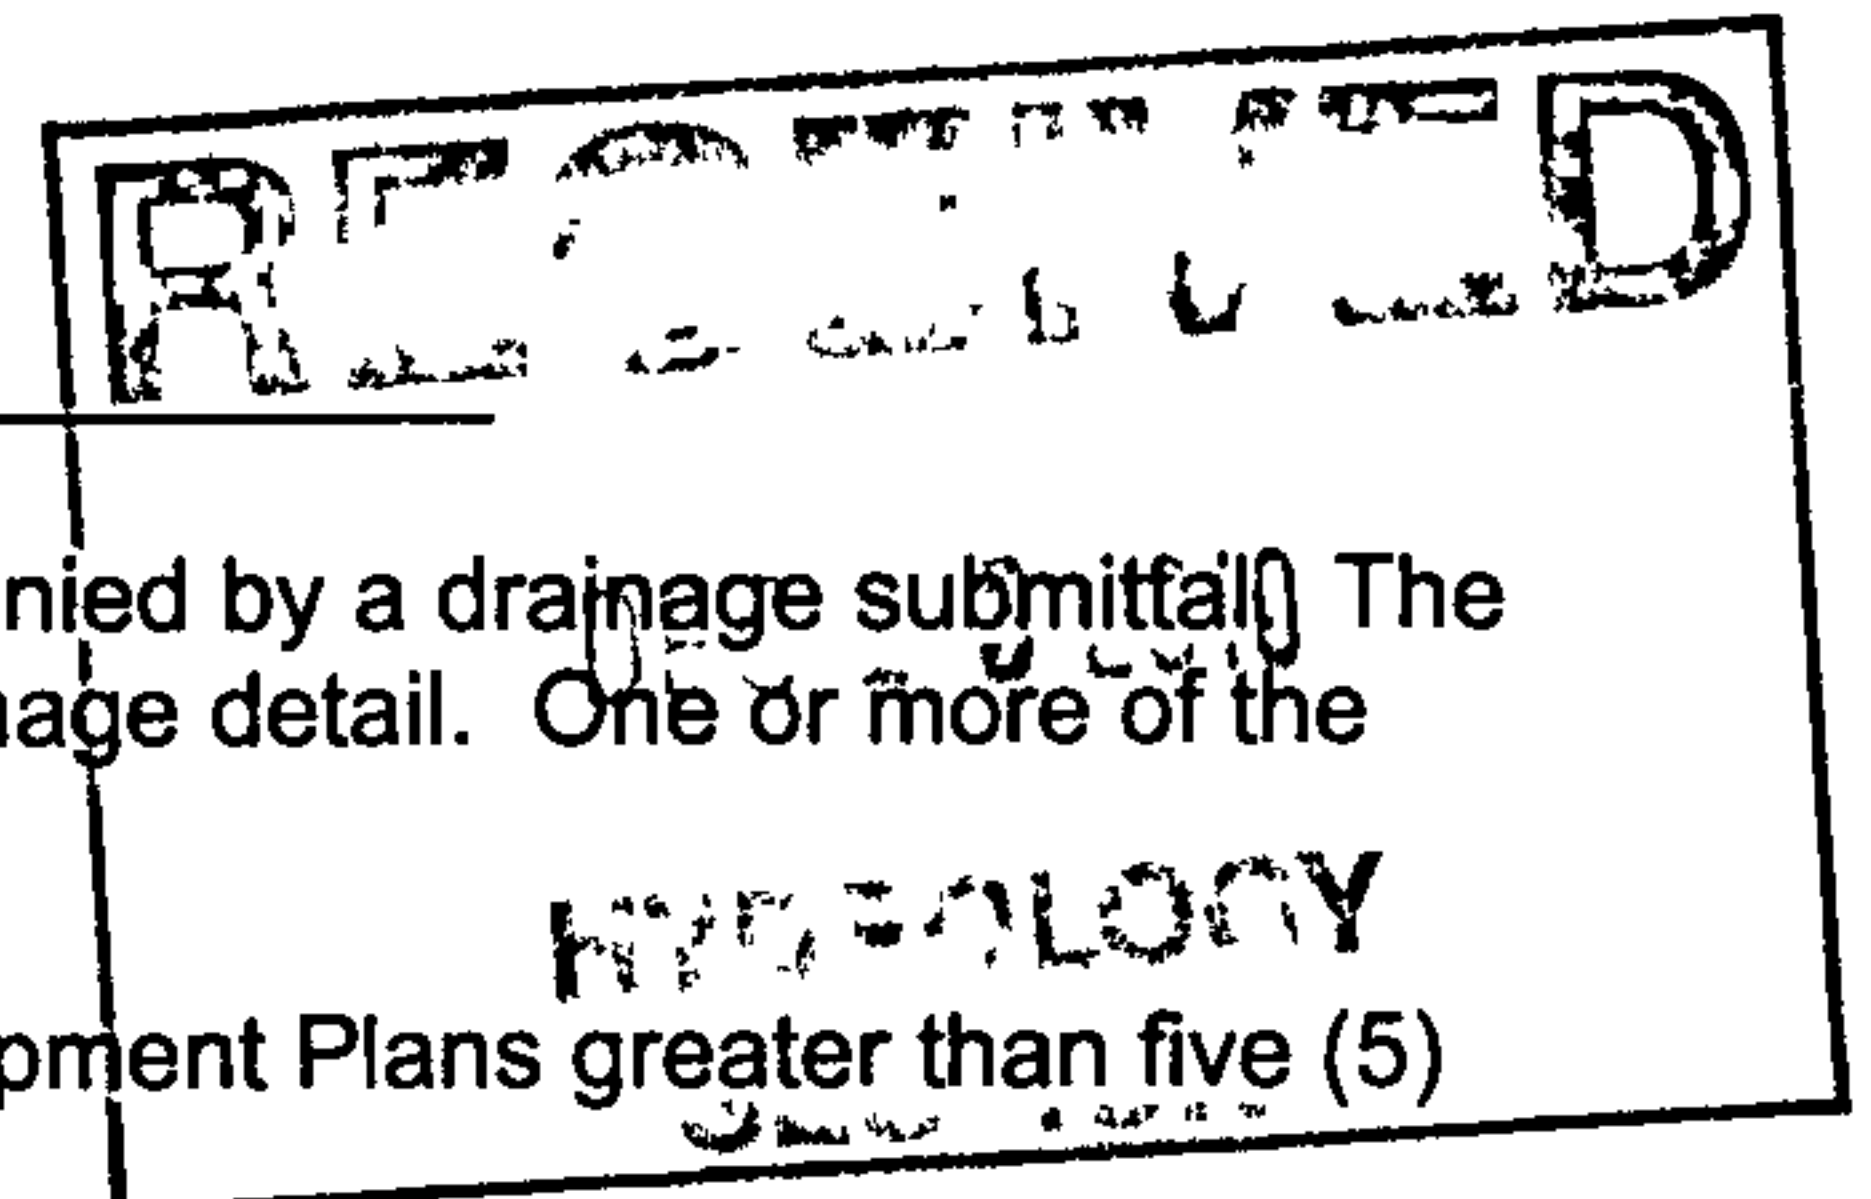 RECEIVED
nied by a drainage submittal. The
nage detail. One or more of the
HYDROLOGY
pment Plans greater than five (5)
SECTION